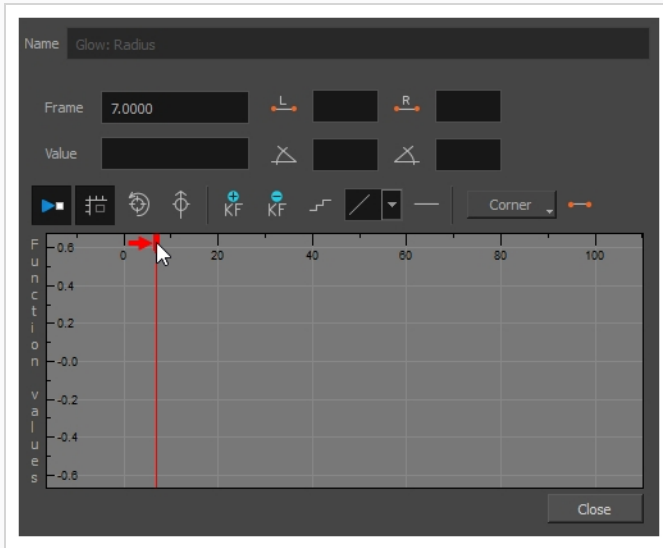 Name Glow: Radius
Frame 7.0000 L R
Value
KF KF Corner
Function values
0 20 40 60 80 100
0.6
0.4
0.2
-0.0
-0.2
-0.4
-0.6
Close